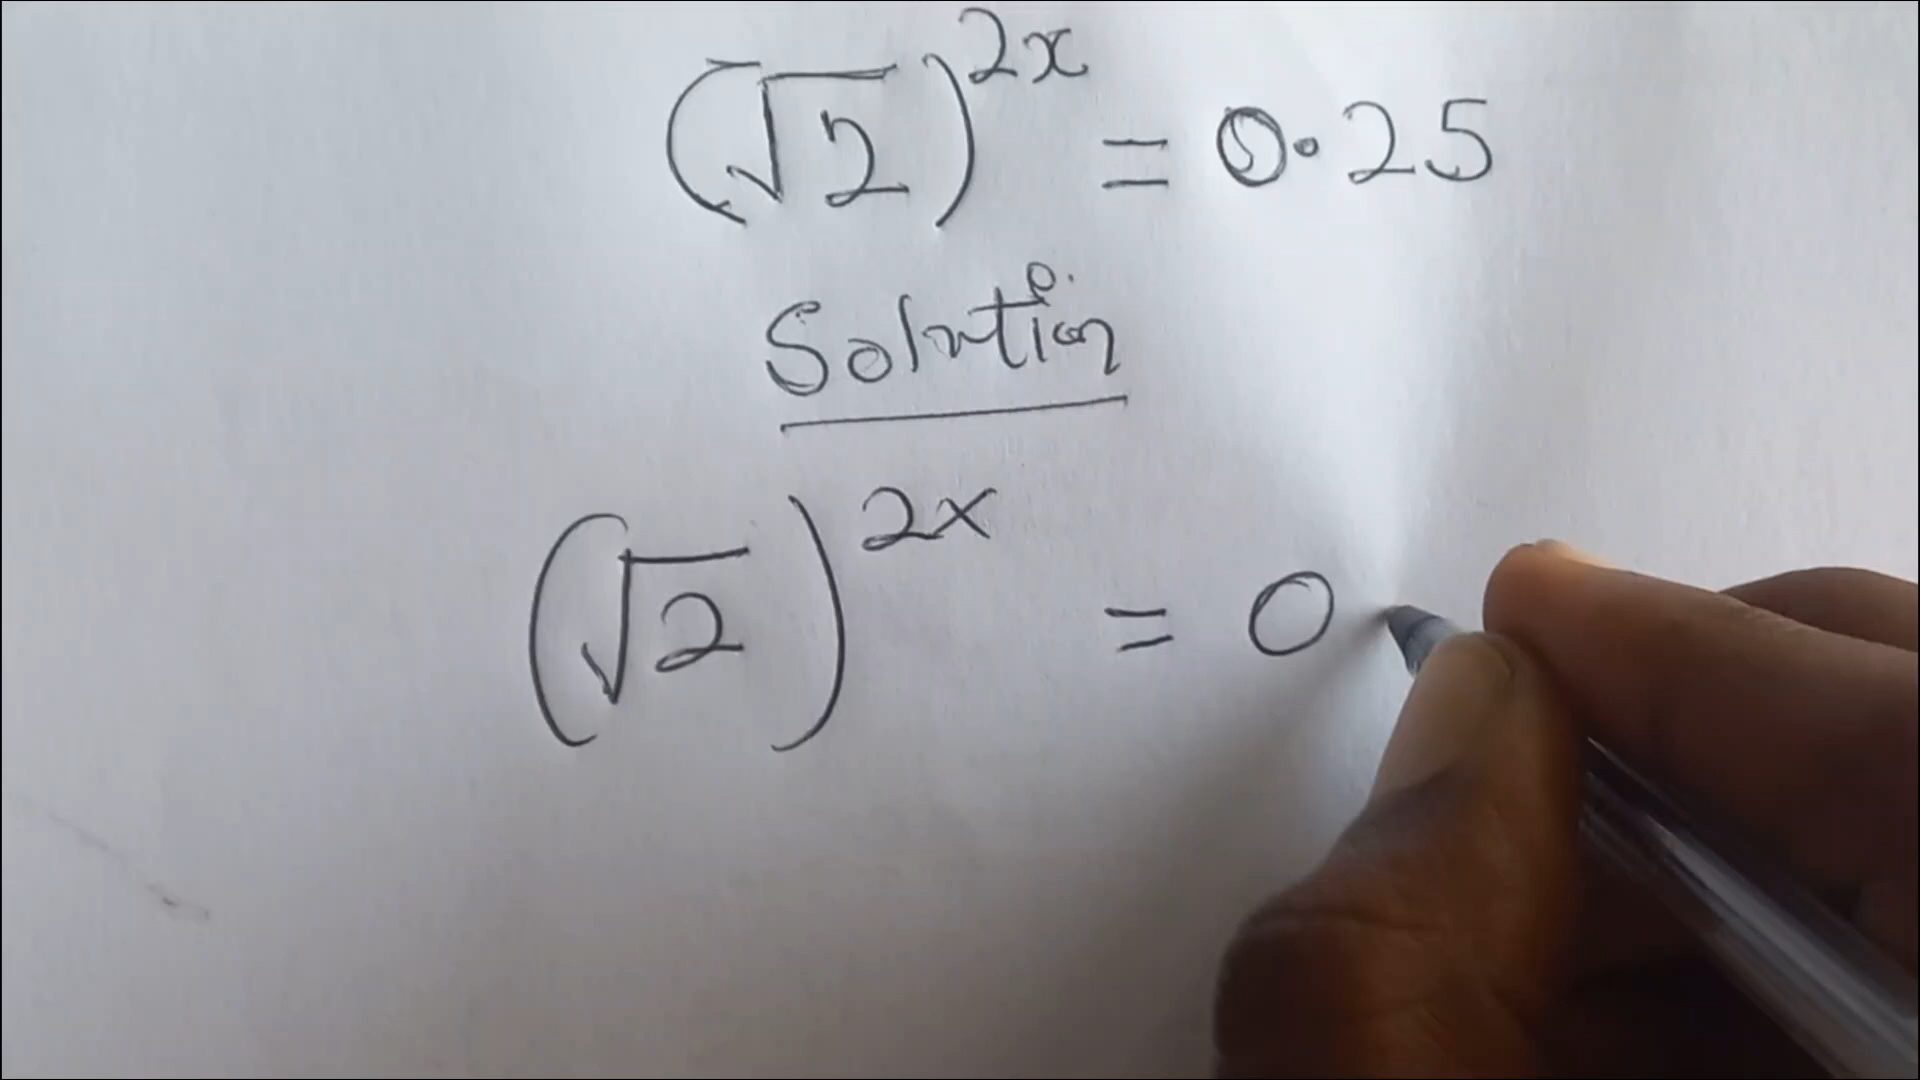 (√2)^2x = 0.25
Solution
(√2)^2x = 0